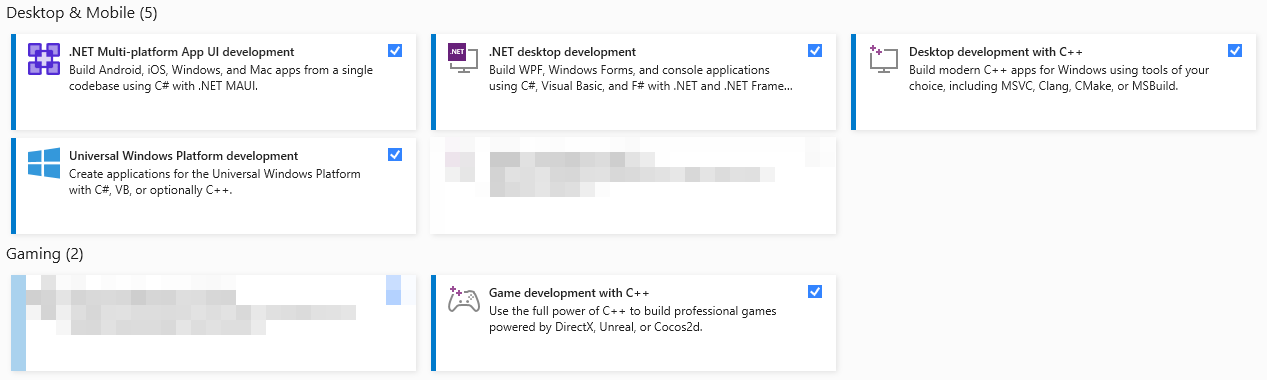 Desktop & Mobile (5)
.NET Multi-platform App UI development
Build Android, iOS, Windows, and Mac apps from a single
codebase using C# with .NET MAUI.
.NET
.NET desktop development
Build WPF, Windows Forms, and console applications
using C#, Visual Basic, and F# with .NET and .NET Frame...
Desktop development with C++
Build modern C++ apps for Windows using tools of your
choice, including MSVC, Clang, CMake, or MSBuild.
Universal Windows Platform development
Create applications for the Universal Windows Platform
with C#, VB, or optionally C++.
Gaming (2)
Game development with C++
Use the full power of C++ to build professional games
powered by DirectX, Unreal, or Cocos2d.